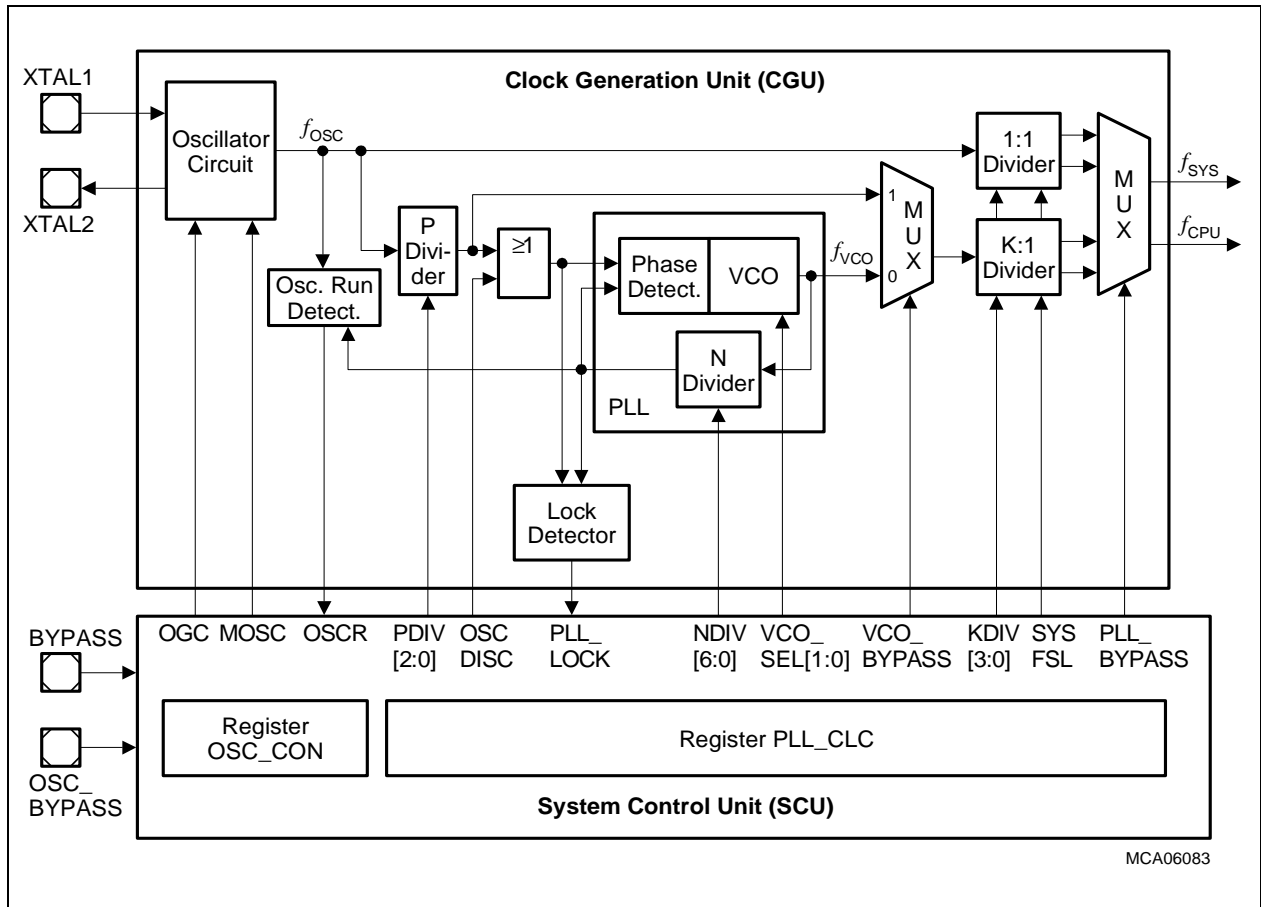 Clock Generation Unit (CGU)
XTAL1
XTAL2
Oscillator
Circuit
fOSC
Osc. Run
Detect.
P
Divi-
der
≥1
Phase
Detect.
VCO
fVCO
N
Divider
PLL
Lock
Detector
1
0
M
U
X
1:1
Divider
K:1
Divider
M
U
X
fSYS
fCPU
BYPASS
OSC_
BYPASS
OGC
MOSC
OSCR
PDIV
[2:0]
OSC
DISC
PLL_
LOCK
NDIV
[6:0]
VCO_
SEL[1:0]
VCO_
BYPASS
KDIV
[3:0]
SYS
FSL
PLL_
BYPASS
Register
OSC_CON
Register PLL_CLC
System Control Unit (SCU)
MCA06083